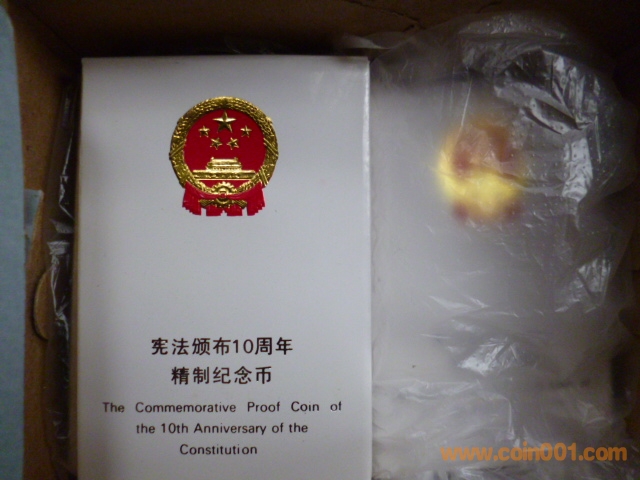 宪法颁布10周年
精制纪念币
The Commemorative Proof Coin of
the 10th Anniversary of the
Constitution
www.coin001.com